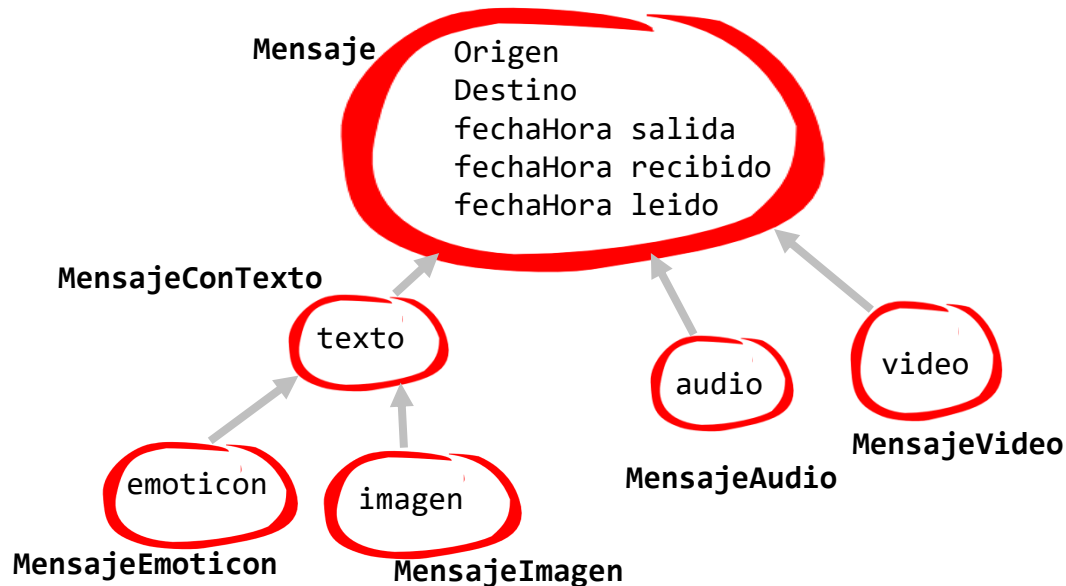 Mensaje
Origen
Destino
fechaHora salida
fechaHora recibido
fechaHora leido
MensajeConTexto
texto
audio
video
MensajeVideo
MensajeAudio
emoticon
imagen
MensajeEmoticon
MensajeImagen